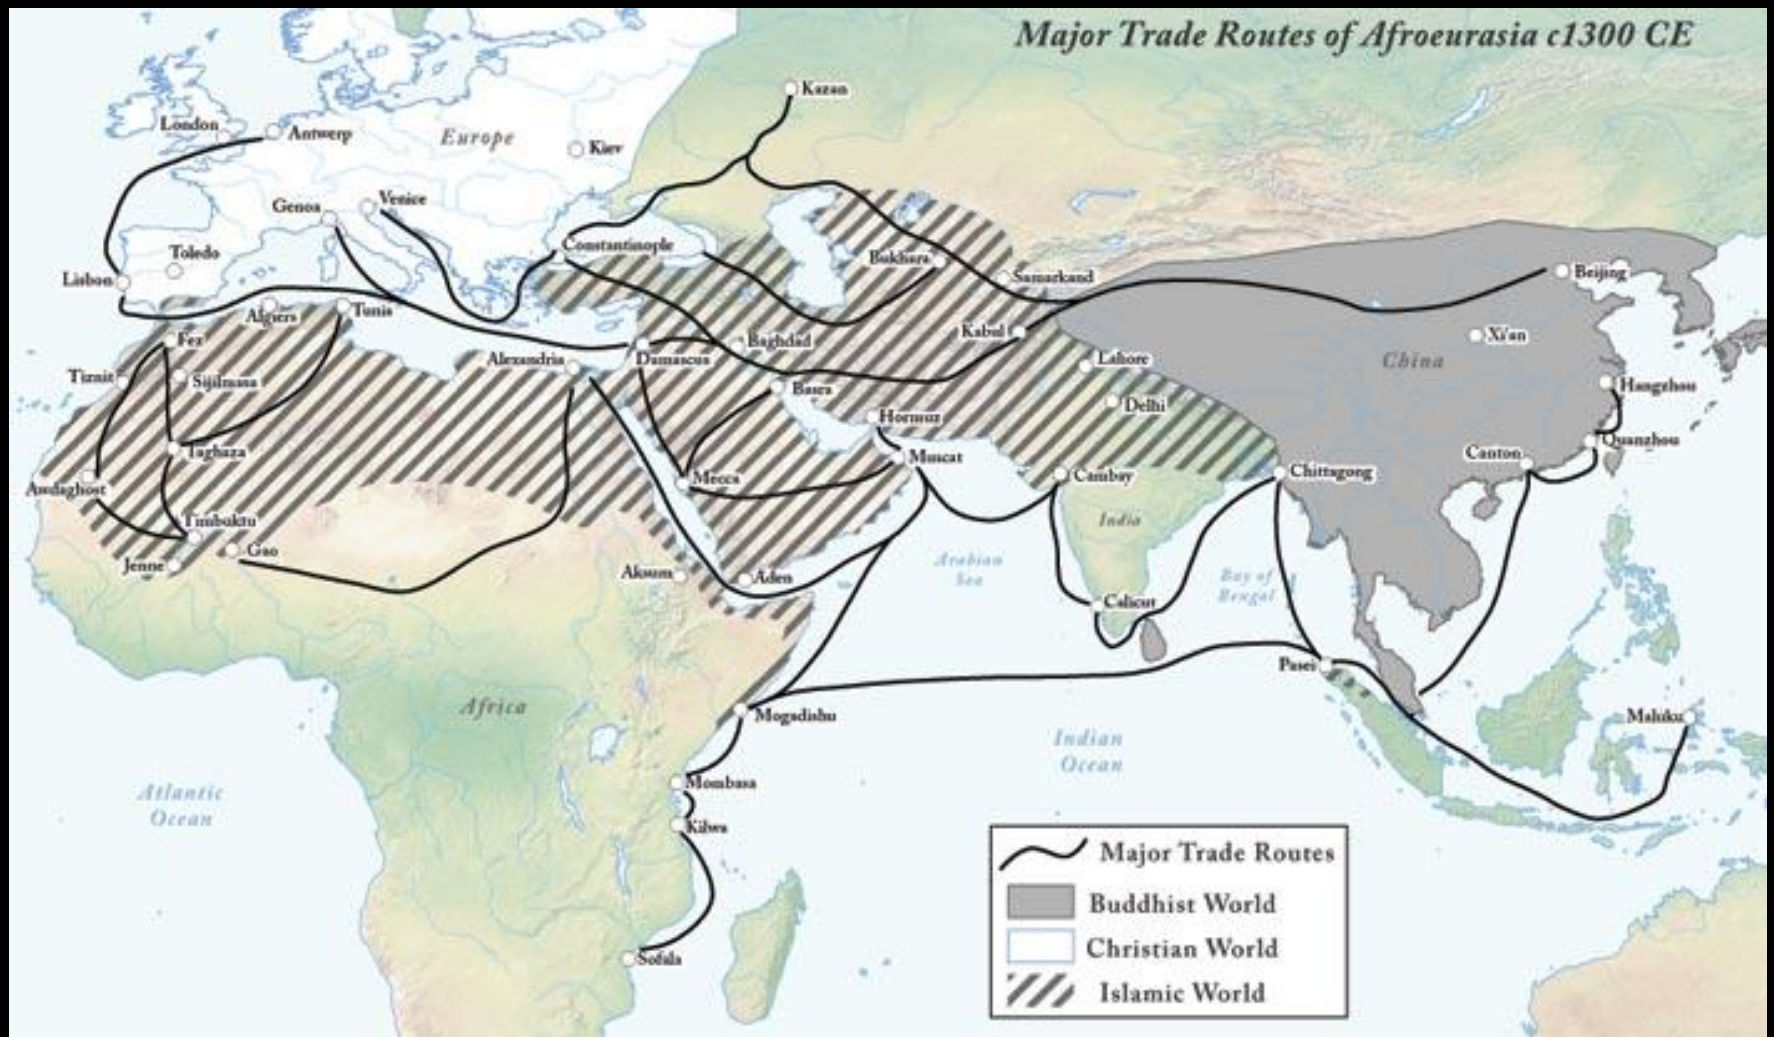 Major Trade Routes of Afroeurasia c1300 CE
Kazan
London
Antwerp
Europe
Kiev
Genoa
Venice
Toledo
Constantinople
Lisbon
Bukhara
Samarkand
Beijing
Algiers
Tunis
Fez
Baghdad
Kabul
Xi'an
Alexandria
Damascus
Lahore
China
Tiznit
Sijilmasa
Basra
Hangzhou
Delhi
Hormuz
Taghaza
Muscat
Canton
Quanzhou
Awdaghost
Mecca
Cambay
Chittagong
Timbuktu
India
Gao
Jenne
Aksum
Aden
Arabian
Sea
Bay of
Bengal
Calicut
Pasei
Africa
Mogadishu
Maluku
Indian
Ocean
Mombasa
Atlantic
Ocean
Kilwa
Sofala
Major Trade Routes
Buddhist World
Christian World
Islamic World